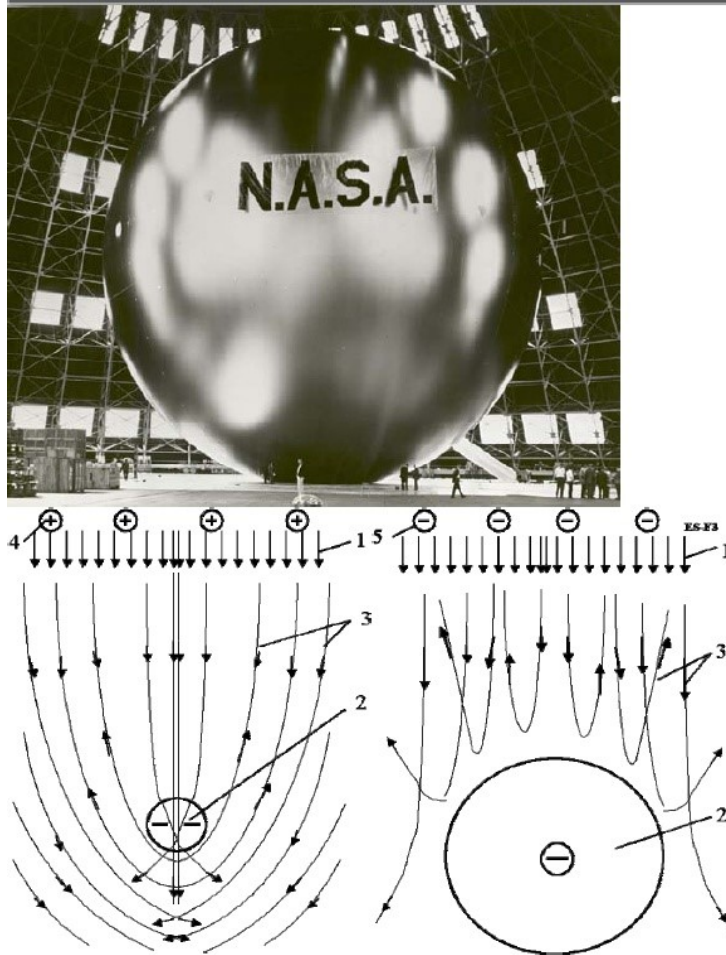 N.A.S.A.
4 + + + + 1 5 − − − − ES-F3
1
3 3
2
− − 2
−